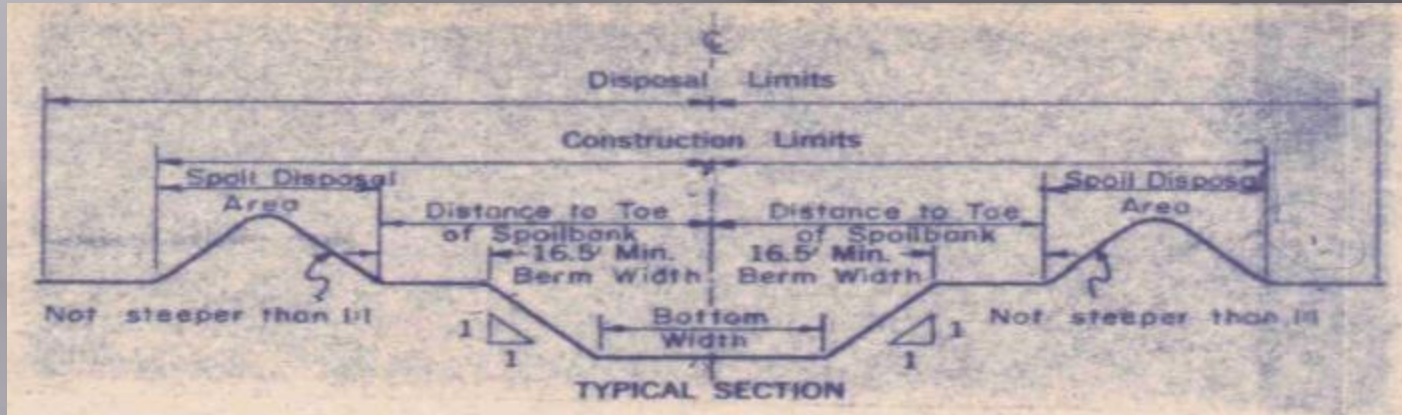 ℄
Disposal Limits
Construction Limits
Spoil Disposal
Area
Spoil Disposal
Area
Distance to Toe
of Spoilbank
Distance to Toe
of Spoilbank
16.5' Min.
Berm Width
16.5' Min.
Berm Width
Not steeper than 1:1
Not steeper than 1:1
1
1
Bottom
Width
1
1
TYPICAL SECTION